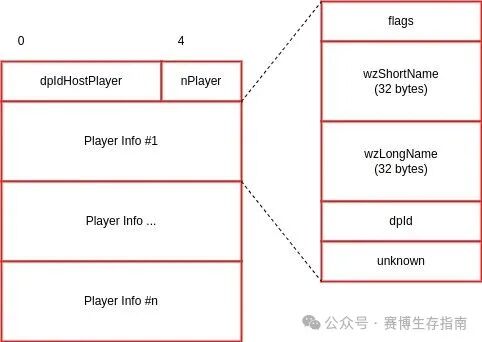 0
4
dpIdHostPlayer
nPlayer
Player Info #1
Player Info ...
Player Info #n
flags
wzShortName
(32 bytes)
wzLongName
(32 bytes)
dpId
unknown
公众号 · 赛博生存指南